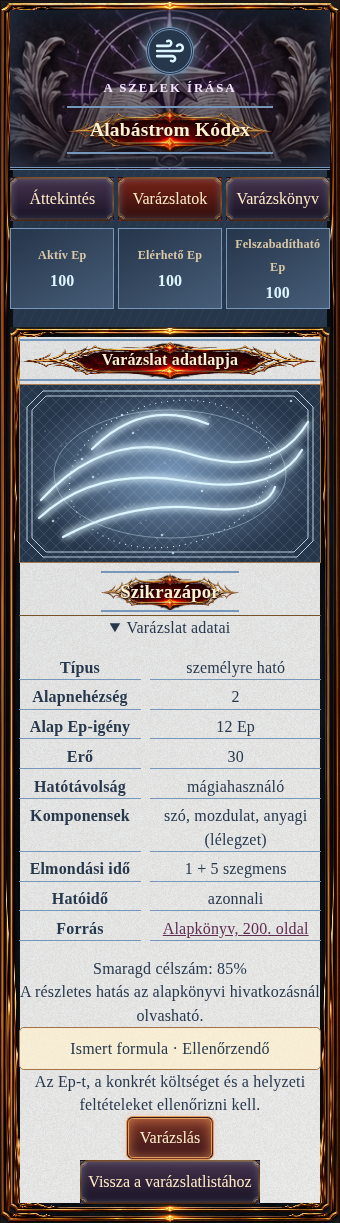 A SZELEK ÍRÁSA
Alabástrom Kódex
Áttekintés
Varázslatok
Varázskönyv
Aktív Ep
100
Elérhető Ep
100
Felszabadítható
Ep
100
Varázslat adatlapja
Szikrazápor
▼ Varázslat adatai
Típus személyre ható
Alapnehézség 2
Alap Ep-igény 12 Ep
Erő 30
Hatótávolság mágiahasználó
Komponensek szó, mozdulat, anyagi
(lélegzet)
Elmondási idő 1 + 5 szegmens
Hatóidő azonnali
Forrás Alapkönyv, 200. oldal
Smaragd célszám: 85%
A részletes hatás az alapkönyvi hivatkozásnál
olvasható.
Ismert formula · Ellenőrzendő
Az Ep-t, a konkrét költséget és a helyzeti
feltételeket ellenőrizni kell.
Varázslás
Vissza a varázslatlistához